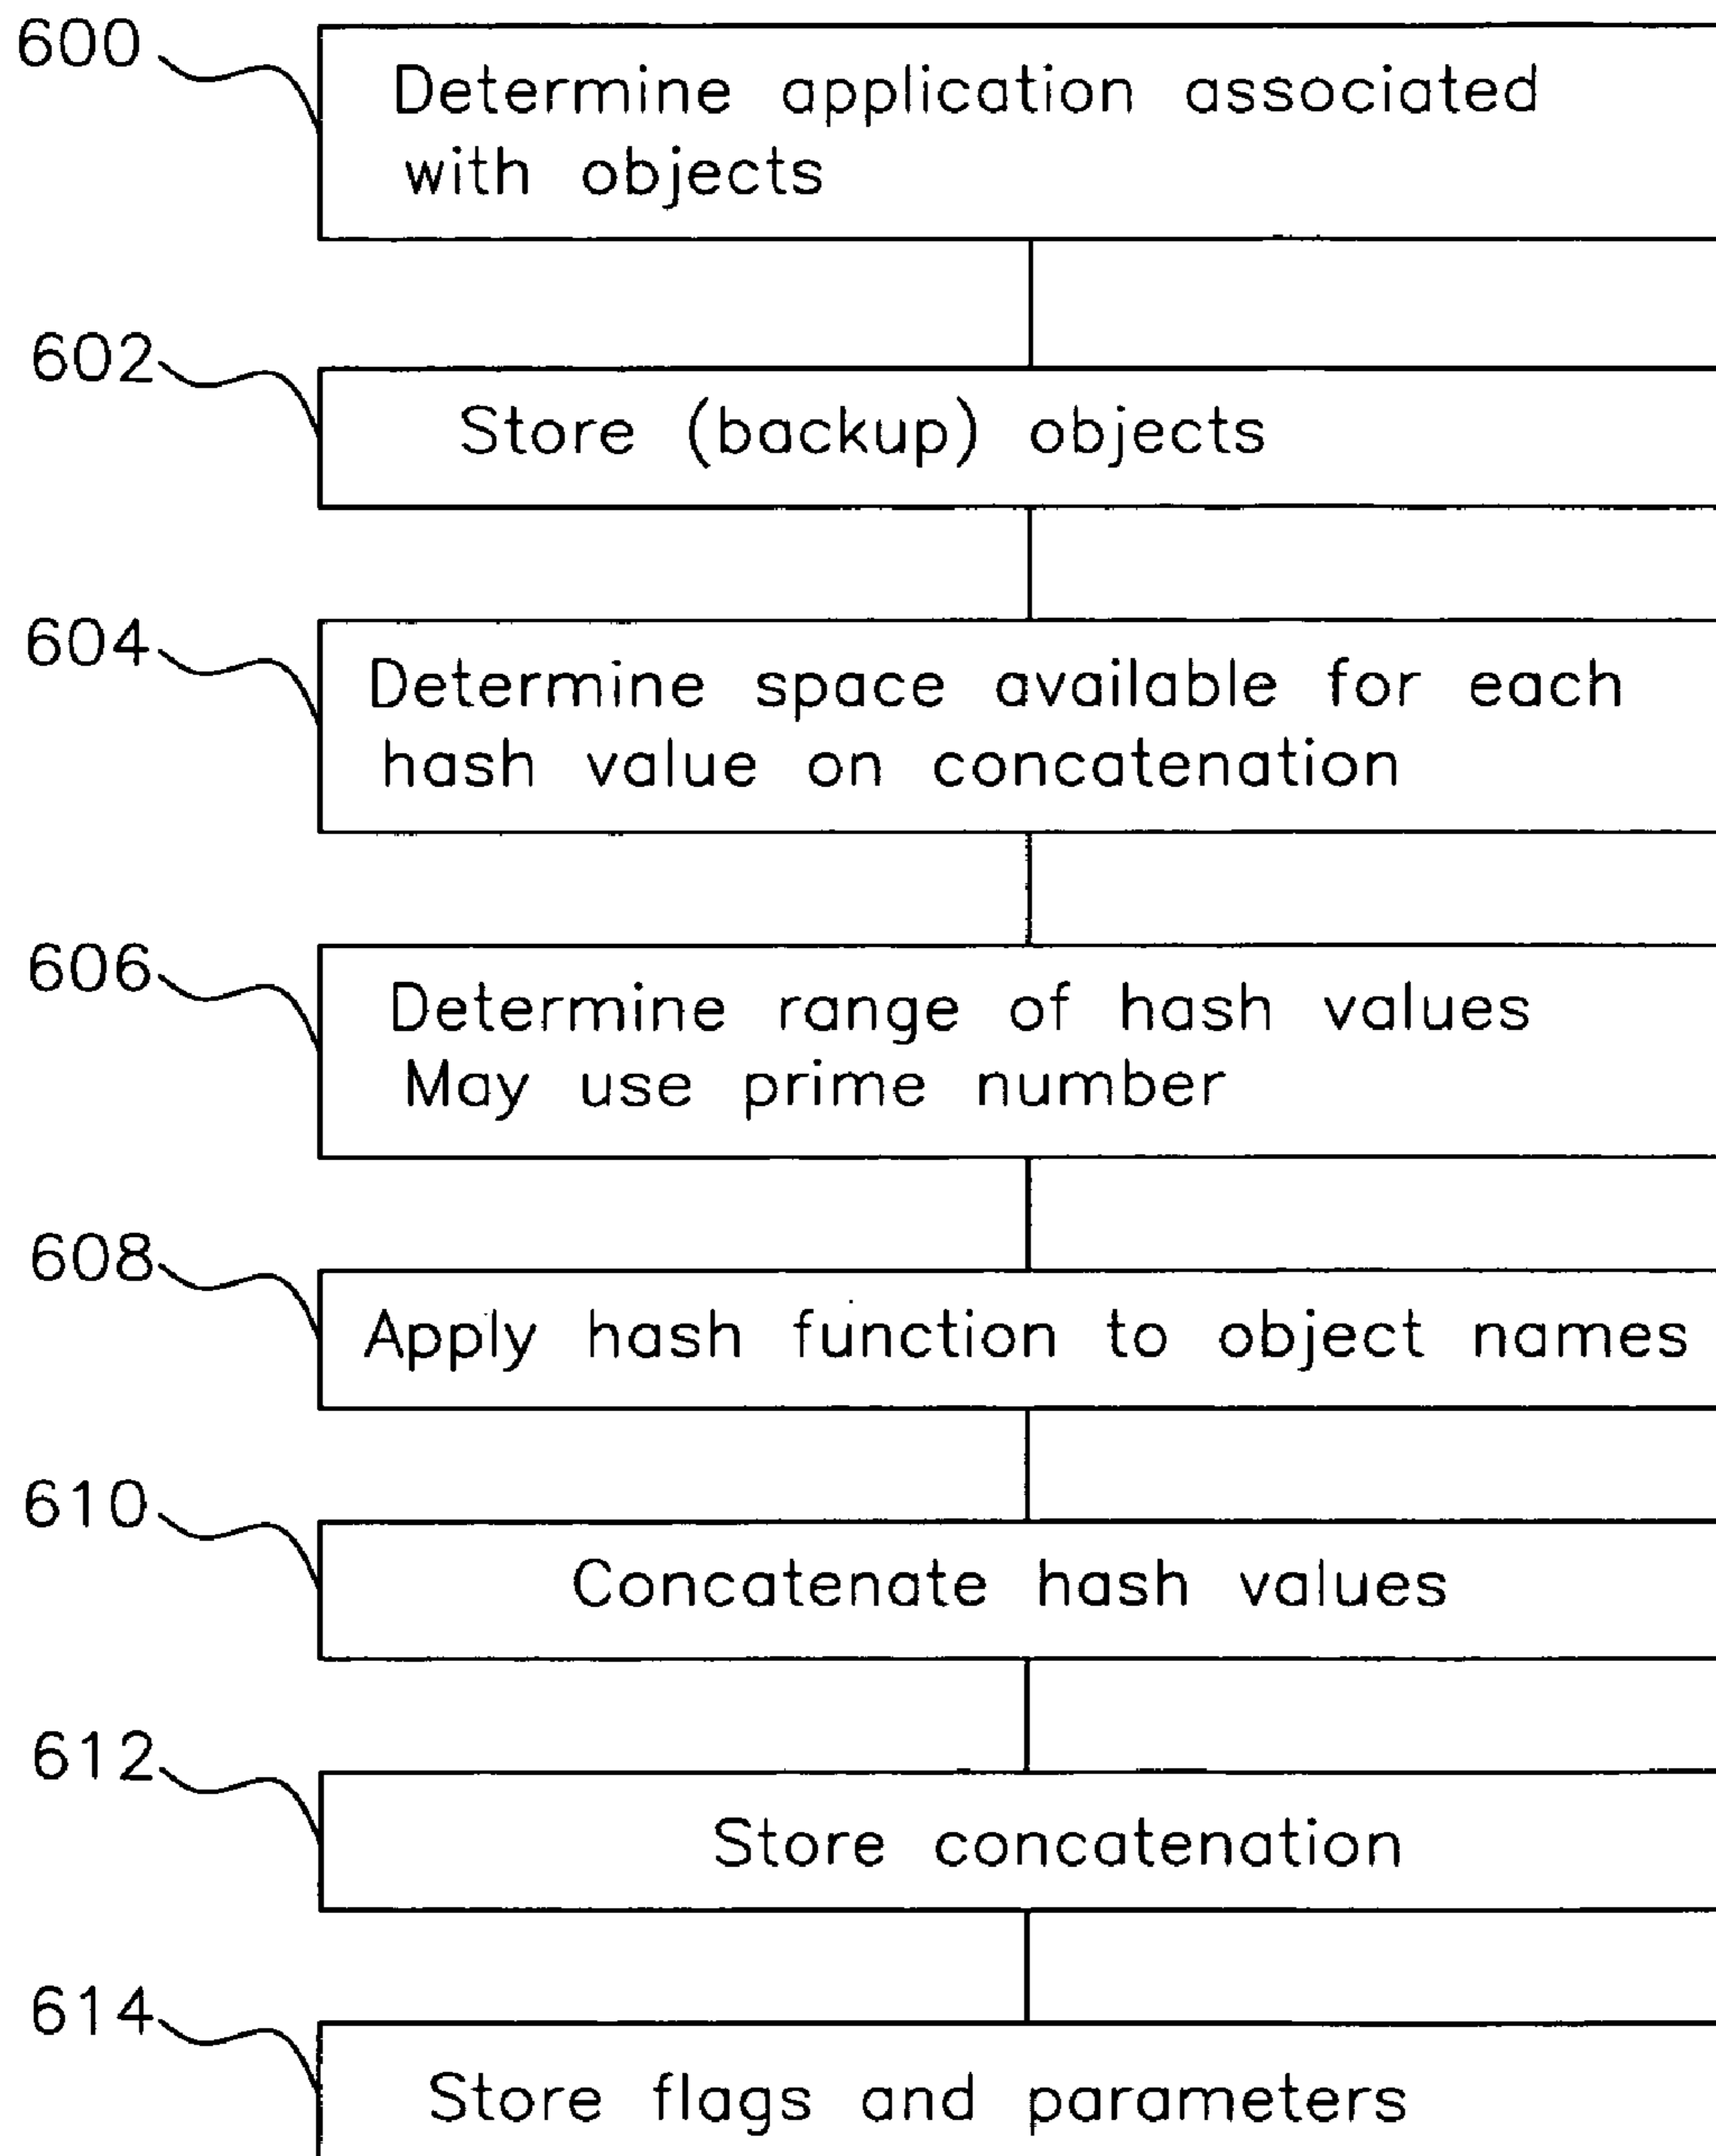 600
Determine application associated
with objects
602
Store (backup) objects
604
Determine space available for each
hash value on concatenation
606
Determine range of hash values
May use prime number
608
Apply hash function to object names
610
Concatenate hash values
612
Store concatenation
614
Store flags and parameters